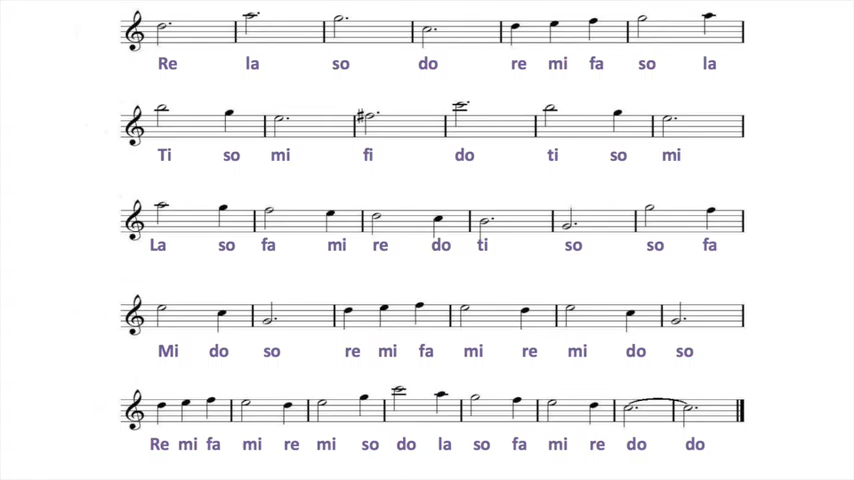 Re la so do re mi fa so la
Ti so mi fi do ti so mi
La so fa mi re do ti so so fa
Mi do so re mi fa mi re mi do so
Re mi fa mi re mi so do la so fa mi re do do